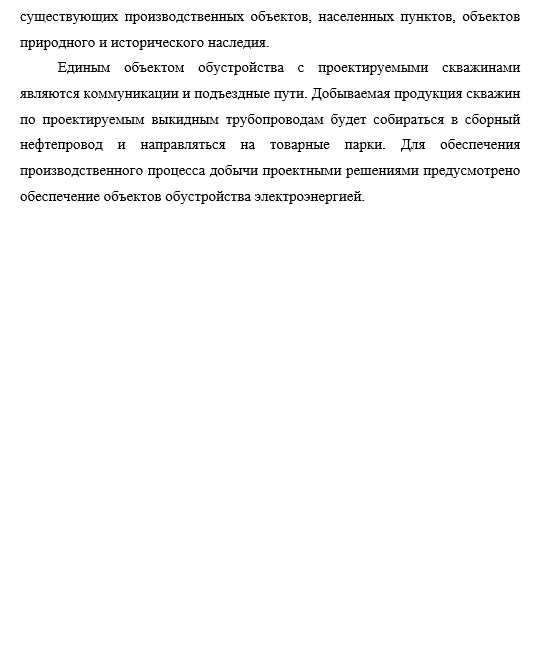 существующих производственных объектов, населенных пунктов, объектов
природного и исторического наследия.
Единым объектом обустройства с проектируемыми скважинами
являются коммуникации и подъездные пути. Добываемая продукция скважин
по проектируемым выкидным трубопроводам будет собираться в сборный
нефтепровод и направляться на товарные парки. Для обеспечения
производственного процесса добычи проектными решениями предусмотрено
обеспечение объектов обустройства электроэнергией.